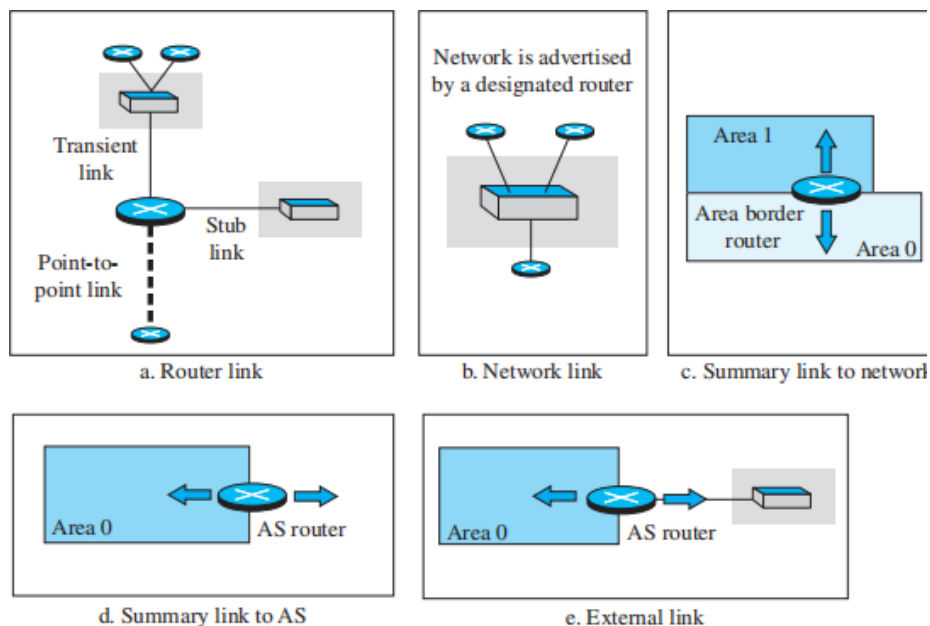 Transient
link
Stub
link
Point-to-
point link
a. Router link
Network is advertised
by a designated router
b. Network link
Area 1
Area border
router
Area 0
c. Summary link to network
Area 0
AS router
d. Summary link to AS
Area 0
AS router
e. External link